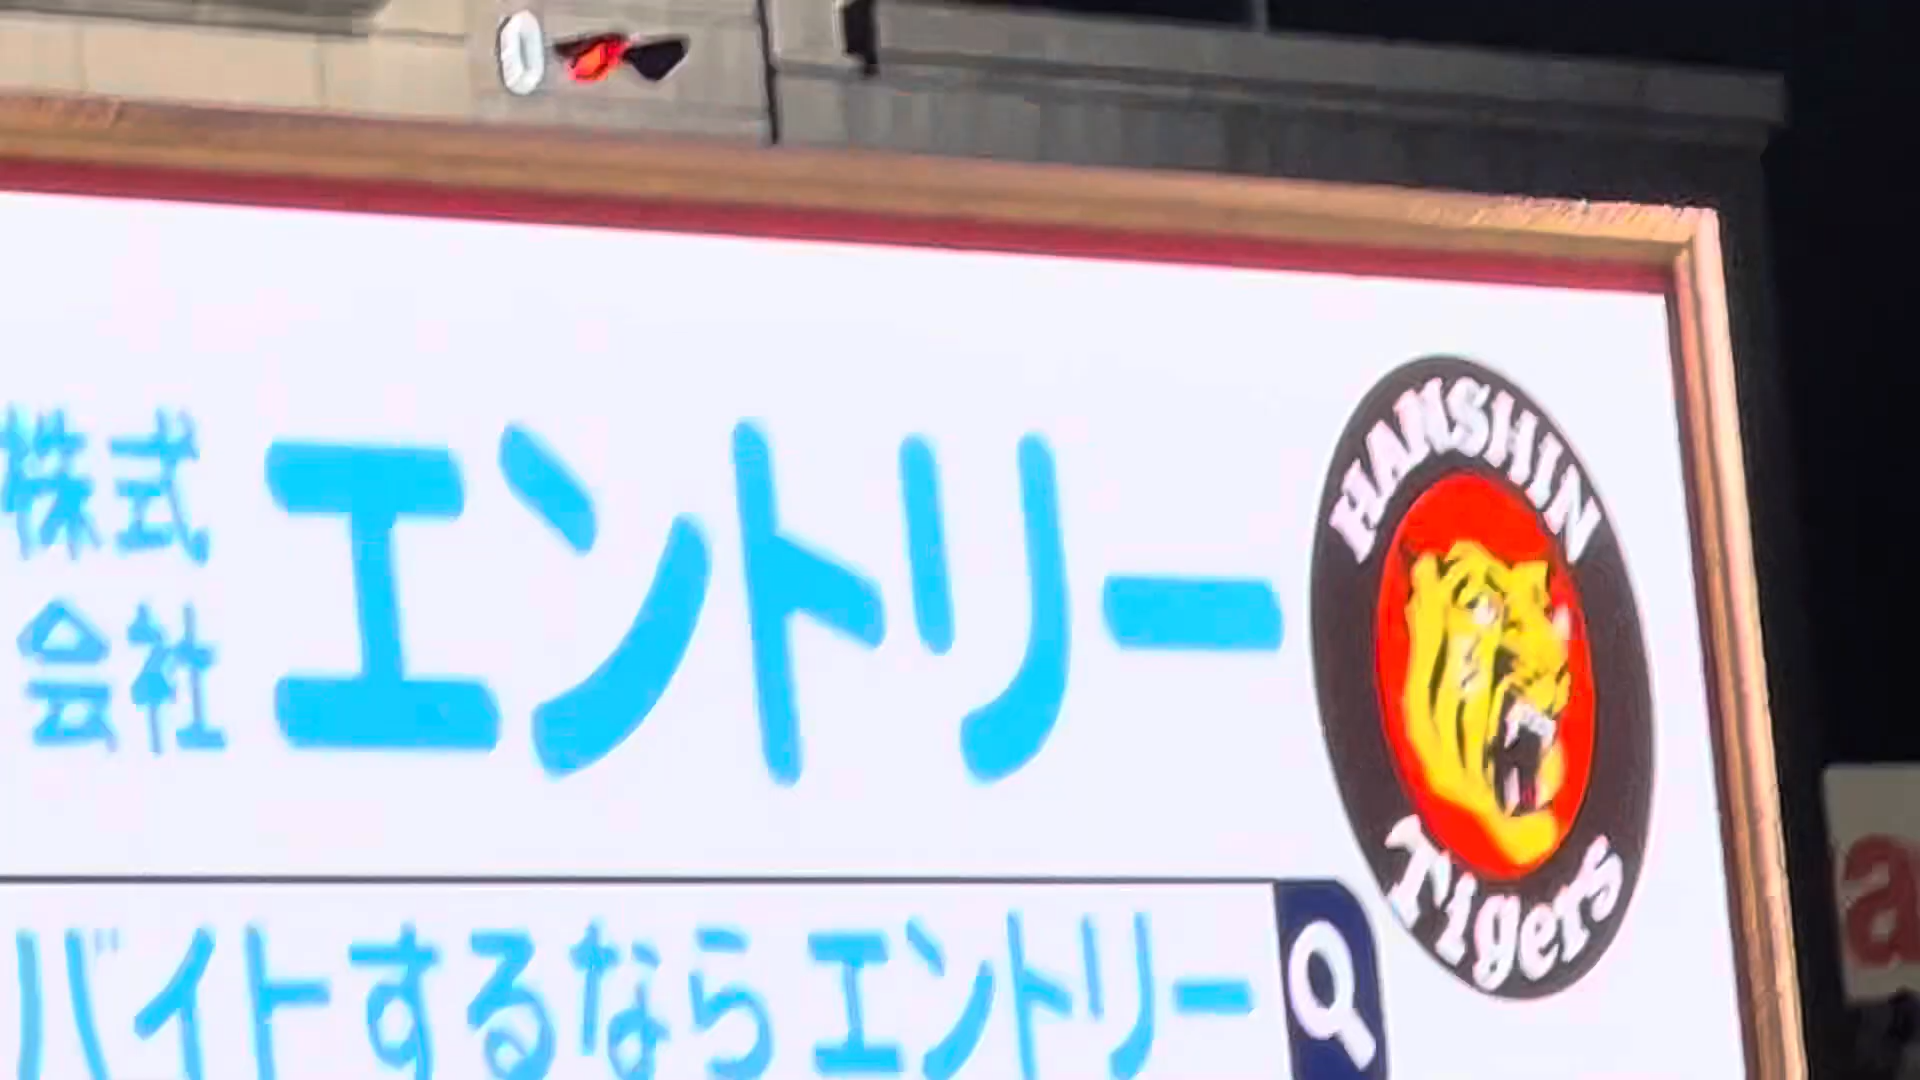 株式
会社
エントリー
HANSHIN
Tigers
バイトするなら エントリー
a